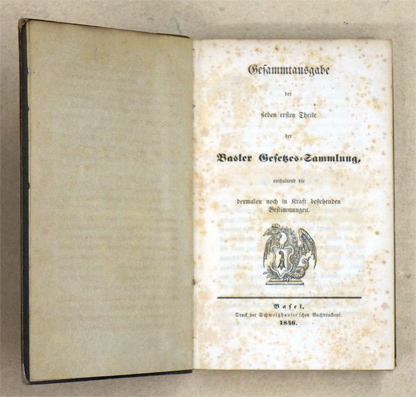 Gesammtausgabe
der
sieben ersten Theile
der
Basler Gesetzes-Sammlung,
enthaltend die
dermalen noch in Kraft bestehenden
Bestimmungen.
Basel,
Druck der Schweighauser'schen Buchdruckerei.
1846.